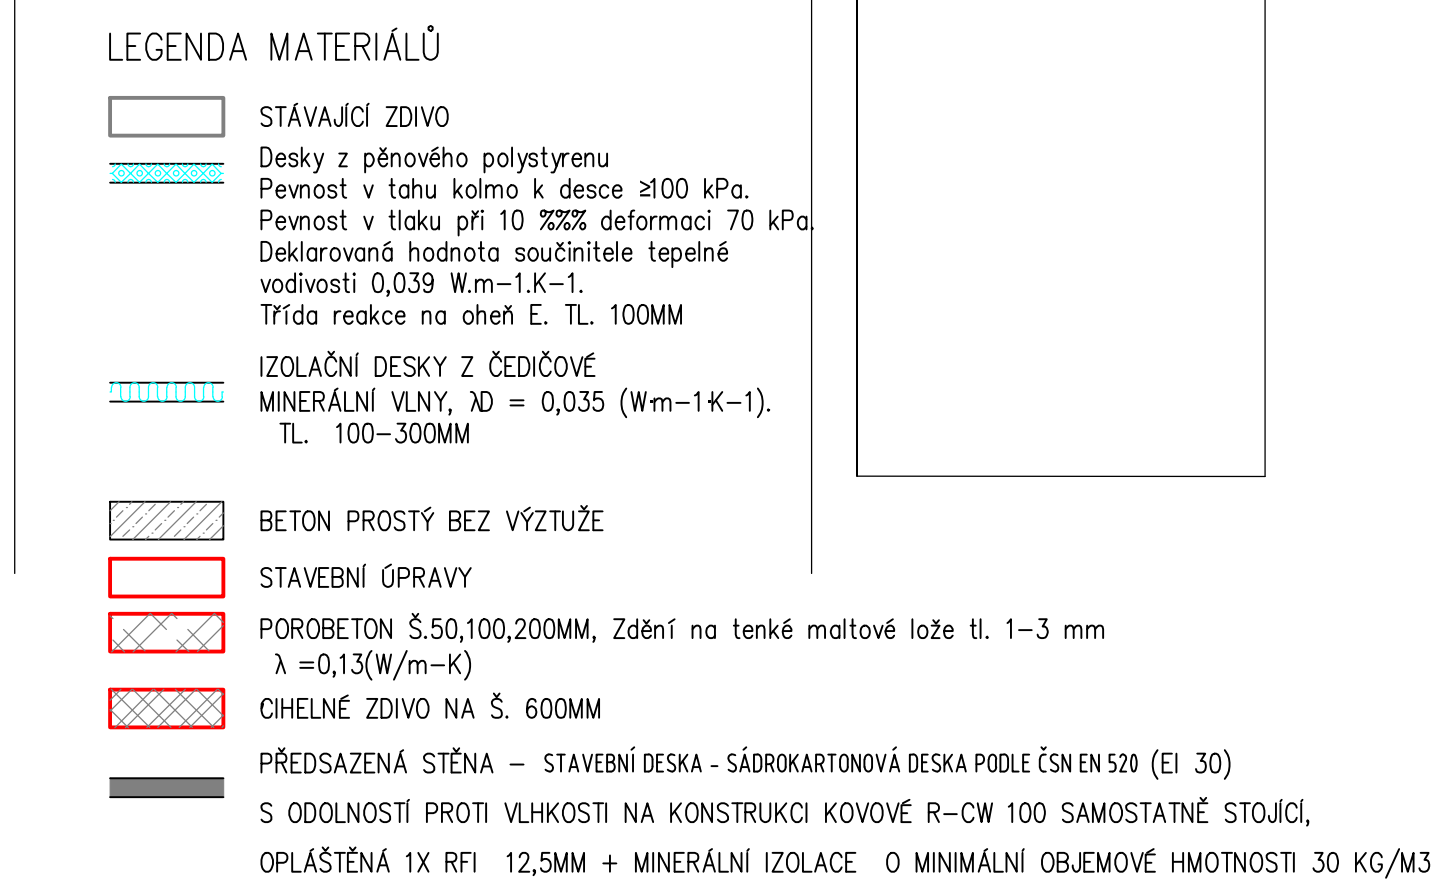 LEGENDA MATERIÁLŮ
STÁVAJÍCÍ ZDIVO
Desky z pěnového polystyrenu
Pevnost v tahu kolmo k desce ≥100 kPa.
Pevnost v tlaku při 10 %%% deformaci 70 kPa.
Deklarovaná hodnota součinitele tepelné
vodivosti 0,039 W.m-1.K-1.
Třída reakce na oheň E. TL. 100MM
IZOLAČNÍ DESKY Z ČEDIČOVÉ
MINERÁLNÍ VLNY, λD = 0,035 (W·m-1·K-1).
TL. 100-300MM
BETON PROSTÝ BEZ VÝZTUŽE
STAVEBNÍ ÚPRAVY
POROBETON Š.50,100,200MM, Zdění na tenké maltové lože tl. 1-3 mm
λ =0,13(W/m-K)
CIHELNÉ ZDIVO NA Š. 600MM
PŘEDSAZENÁ STĚNA - STAVEBNÍ DESKA - SÁDROKARTONOVÁ DESKA PODLE ČSN EN 520 (EI 30)
S ODOLNOSTÍ PROTI VLHKOSTI NA KONSTRUKCI KOVOVÉ R-CW 100 SAMOSTATNĚ STOJÍCÍ,
OPLÁŠTĚNÁ 1X RFI 12,5MM + MINERÁLNÍ IZOLACE O MINIMÁLNÍ OBJEMOVÉ HMOTNOSTI 30 KG/M3